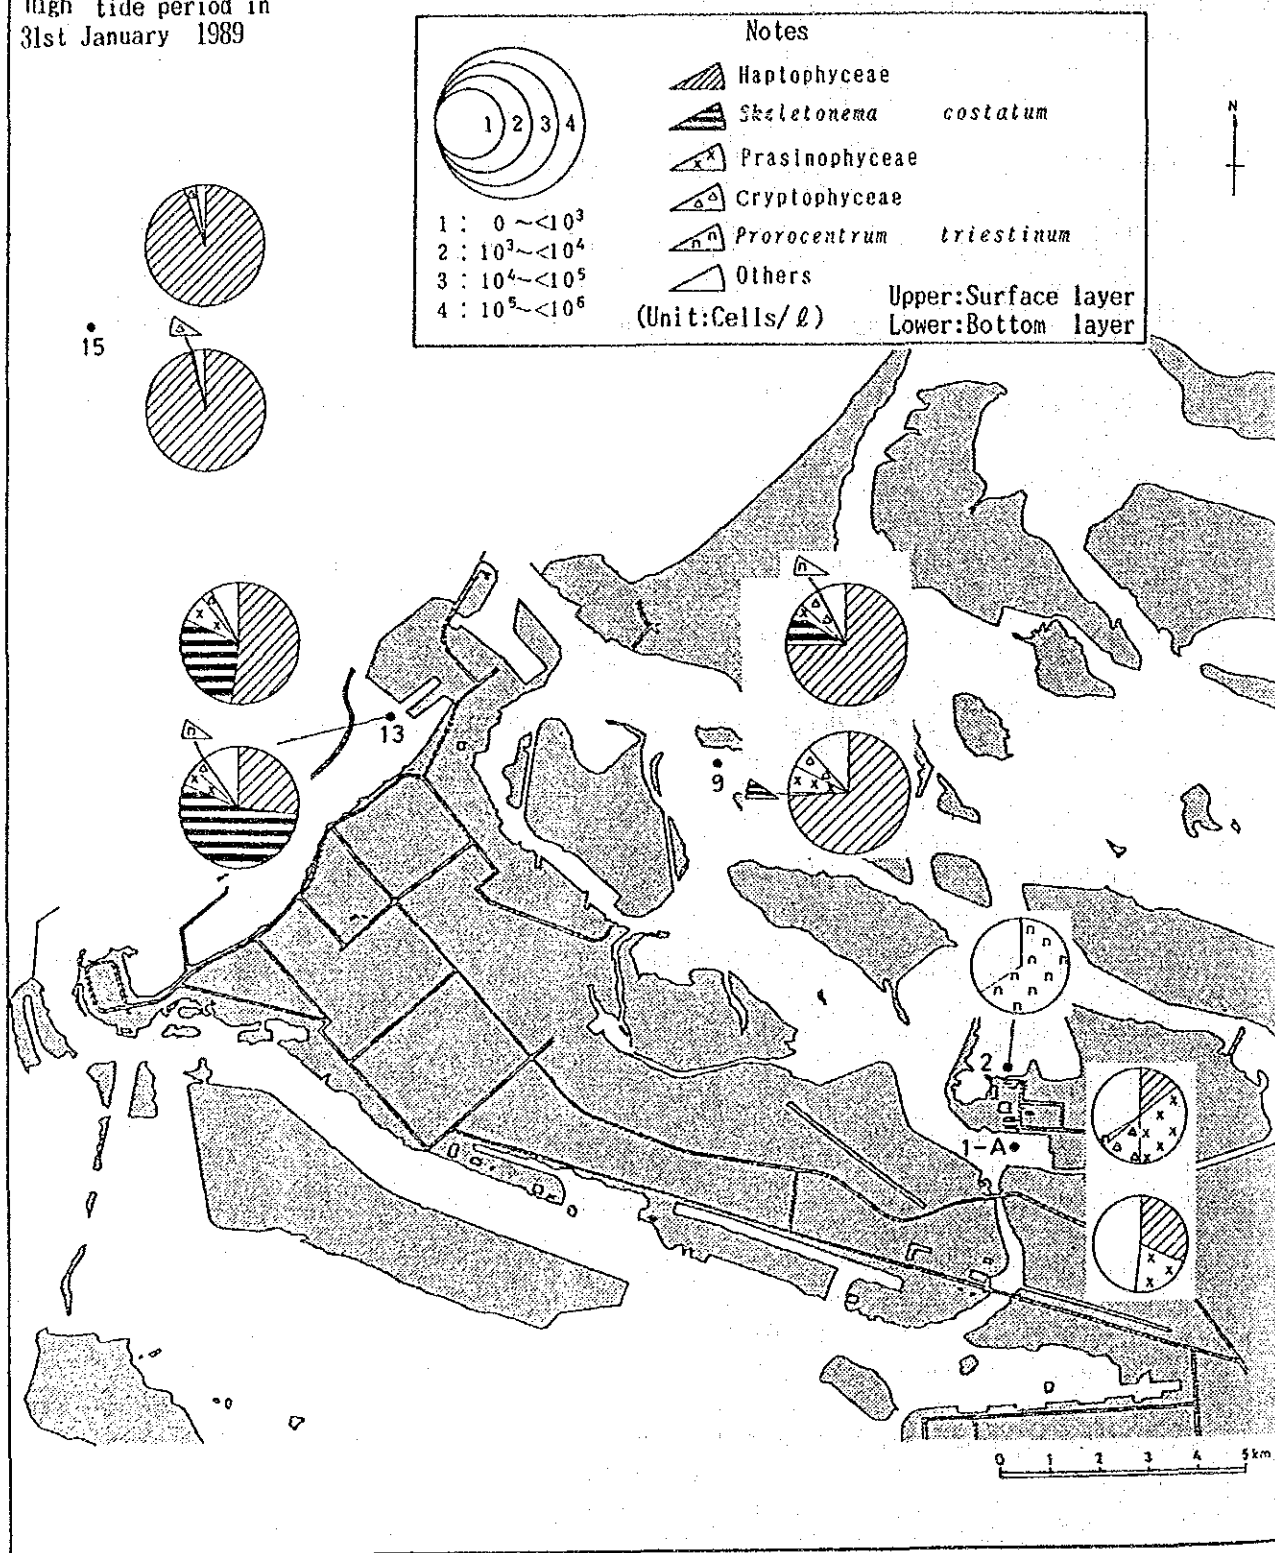 high tide period in
31st January 1989
Notes
1 2 3 4
Haptophyceae
Skeletonema costatum
Prasinophyceae
Cryptophyceae
Prorocentrum triestinum
Others
1 : 0 ~<10³
2 : 10³~<10⁴
3 : 10⁴~<10⁵
4 : 10⁵~<10⁶
(Unit:Cells/ℓ)
Upper:Surface layer
Lower:Bottom layer
N
15
13
9
2
1-A
0 1 2 3 4 5km